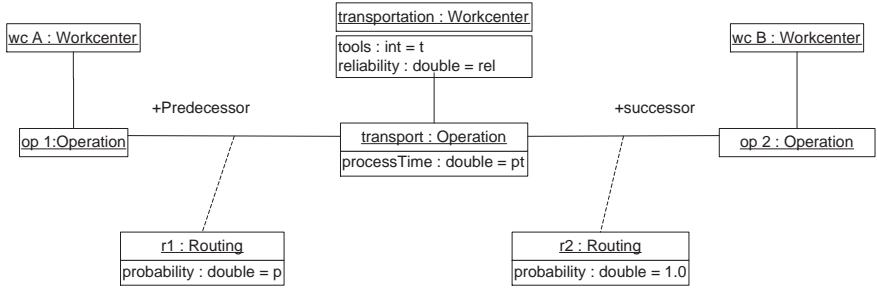 transportation : Workcenter
wc A : Workcenter
wc B : Workcenter
tools : int = t
reliability : double = rel
+Predecessor
+successor
op 1:Operation
transport : Operation
op 2 : Operation
processTime : double = pt
r1 : Routing
r2 : Routing
probability : double = p
probability : double = 1.0